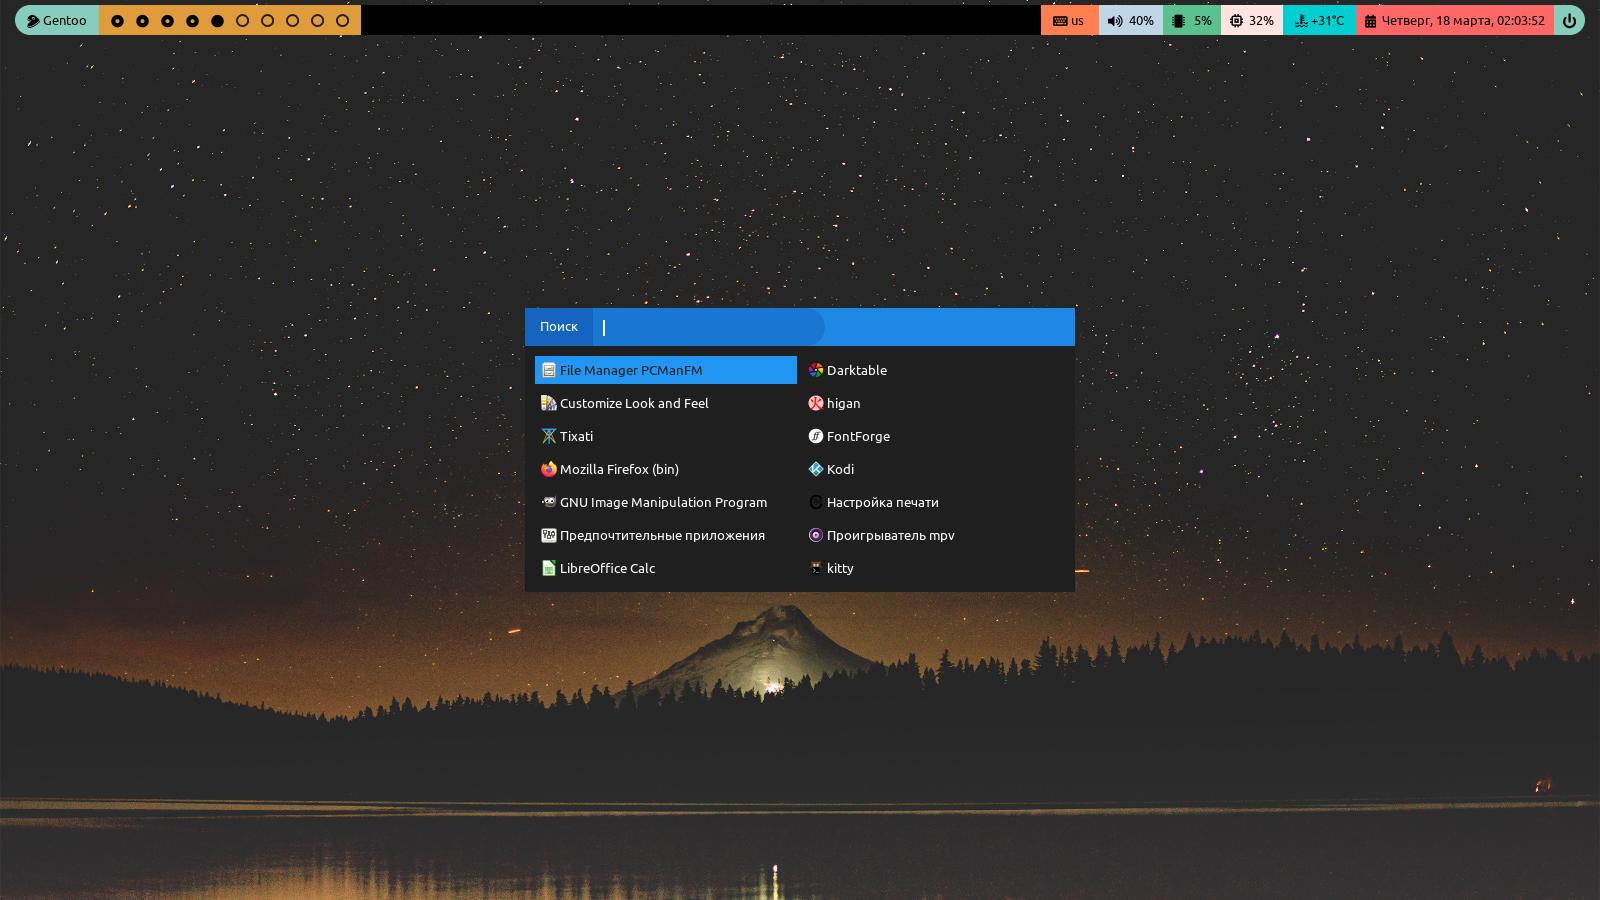 Gentoo
us
40%
5%
32%
+31°C
Четверг, 18 марта, 02:03:52
Поиск
File Manager PCManFM
Customize Look and Feel
Tixati
Mozilla Firefox (bin)
GNU Image Manipulation Program
Предпочтительные приложения
LibreOffice Calc
Darktable
higan
FontForge
Kodi
Настройка печати
Проигрыватель mpv
kitty